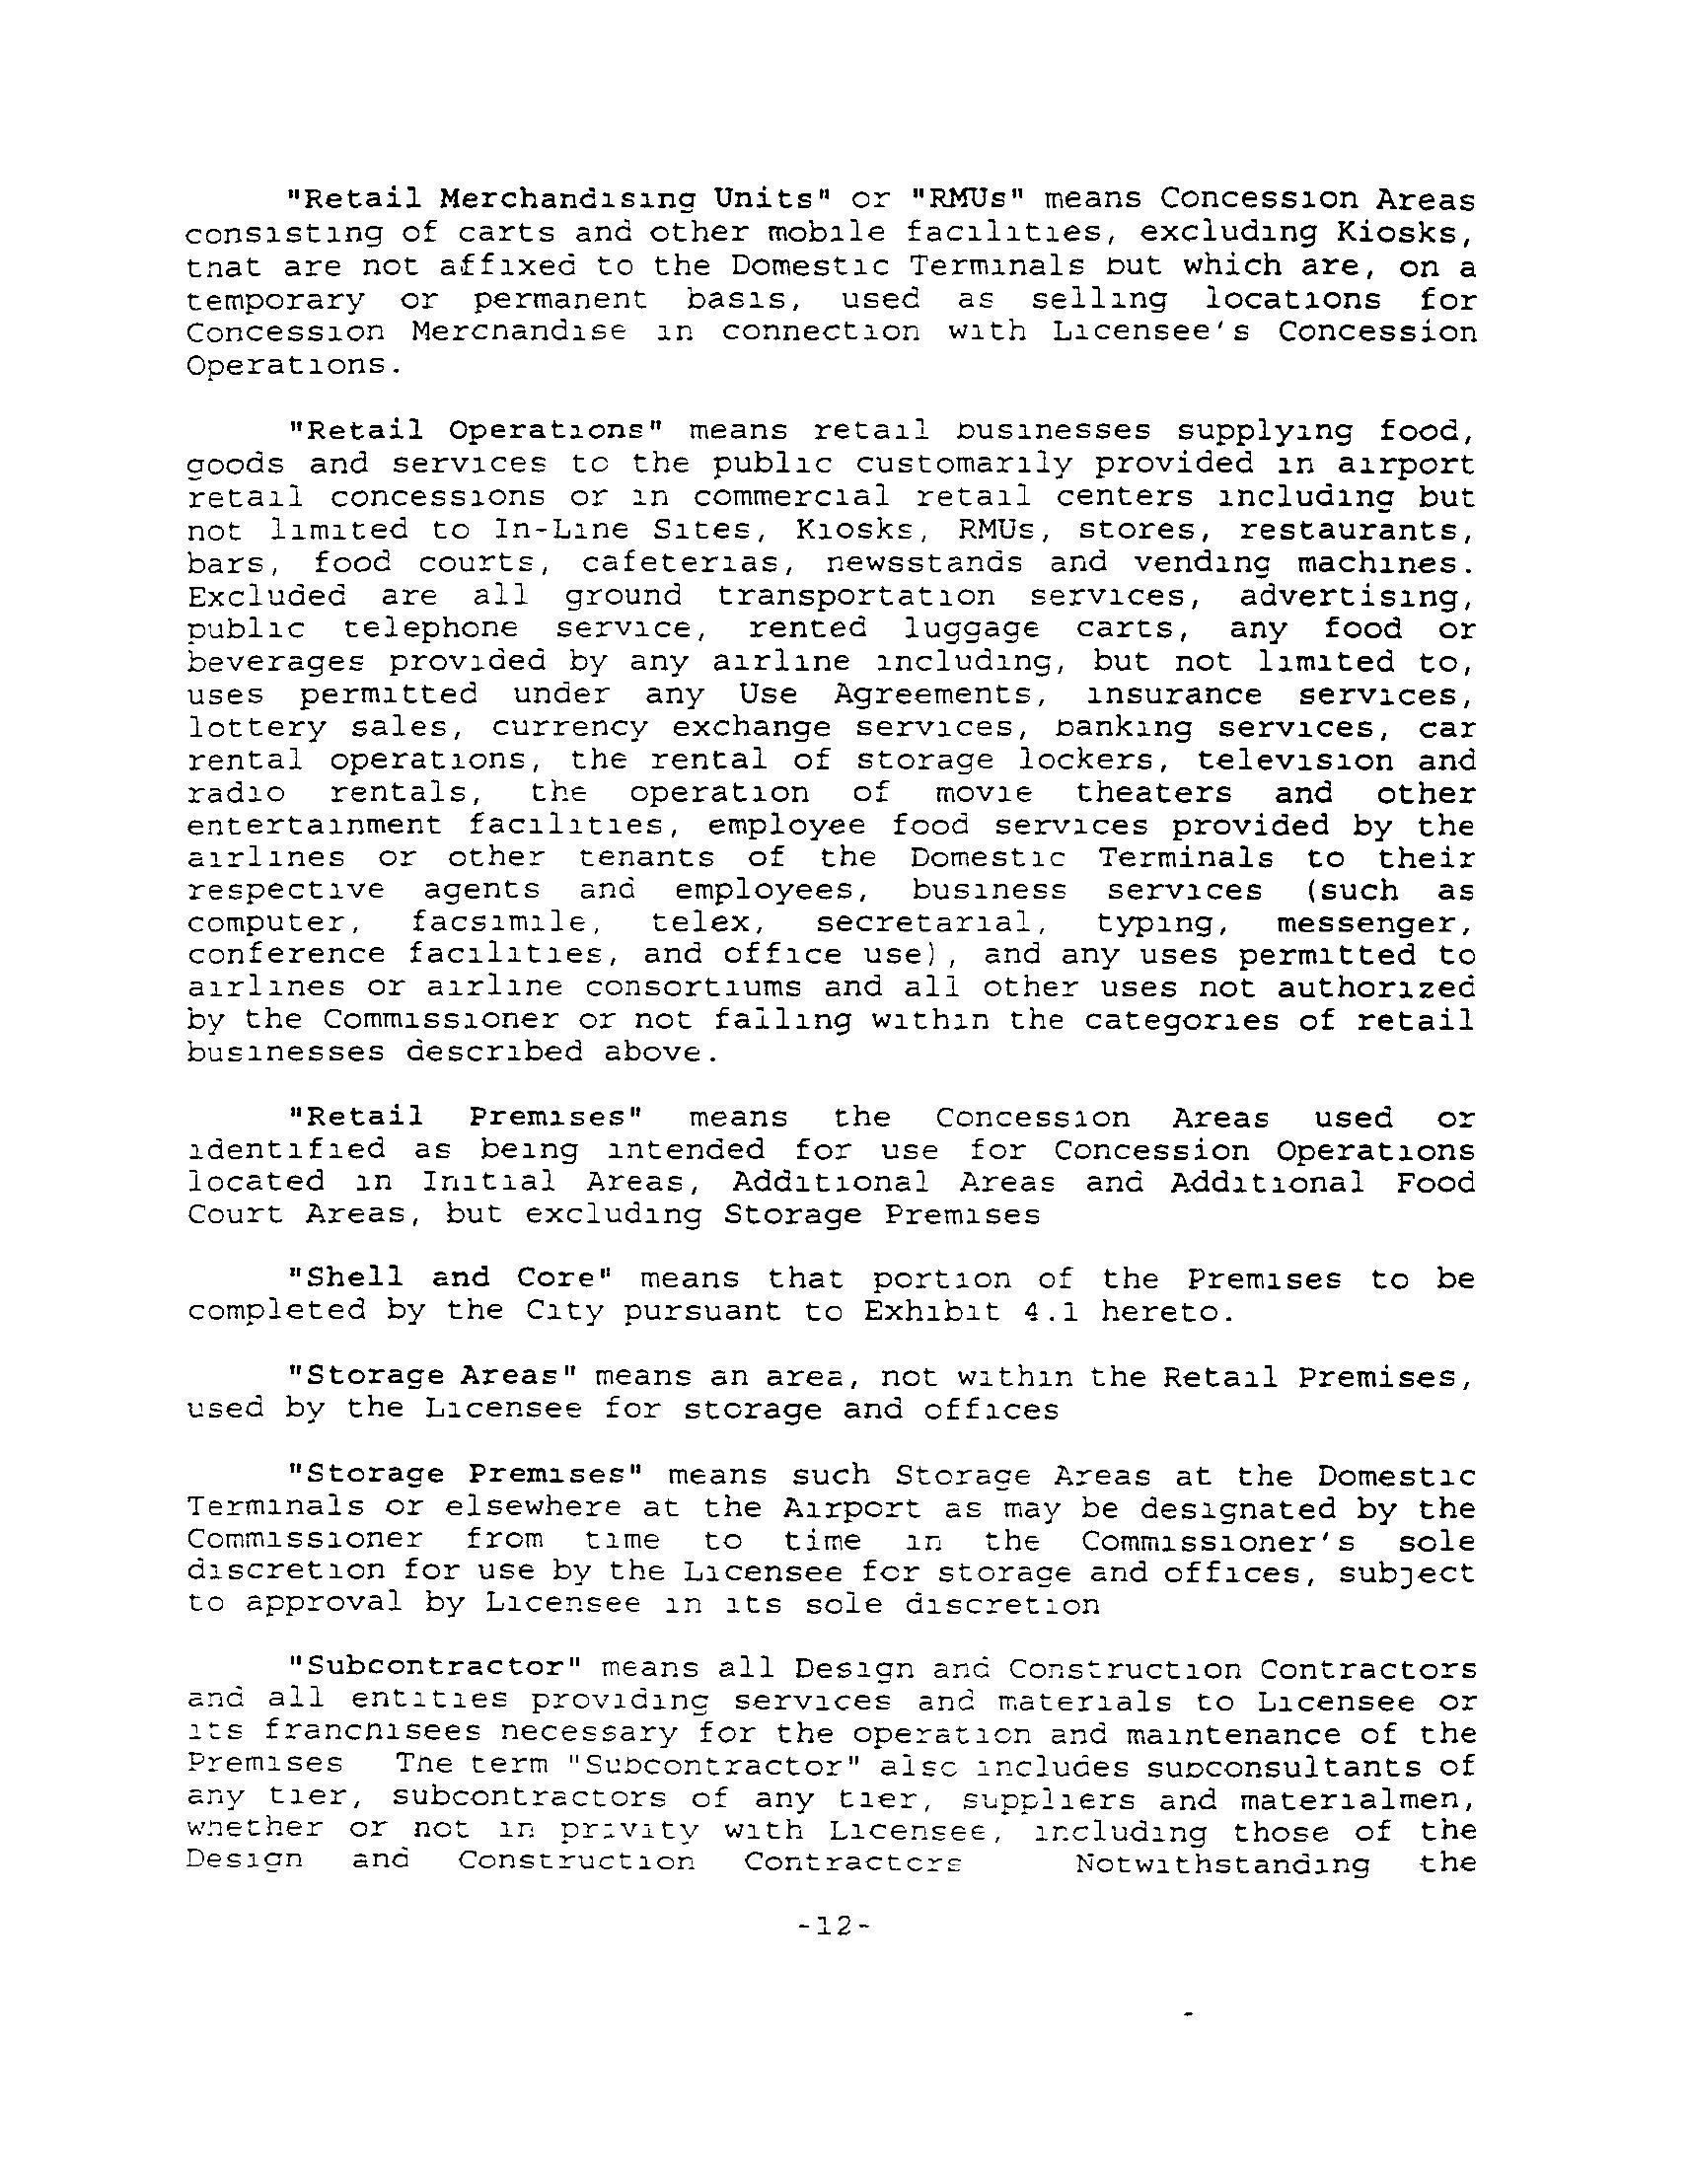 "Retail Merchandising Units" or "RMUs" means Concession Areas
consisting of carts and other mobile facilities, excluding Kiosks,
that are not affixed to the Domestic Terminals but which are, on a
temporary or permanent basis, used as selling locations for
Concession Merchandise in connection with Licensee's Concession
Operations.
"Retail Operations" means retail businesses supplying food,
goods and services to the public customarily provided in airport
retail concessions or in commercial retail centers including but
not limited to In-Line Sites, Kiosks, RMUs, stores, restaurants,
bars, food courts, cafeterias, newsstands and vending machines.
Excluded are all ground transportation services, advertising,
public telephone service, rented luggage carts, any food or
beverages provided by any airline including, but not limited to,
uses permitted under any Use Agreements, insurance services,
lottery sales, currency exchange services, banking services, car
rental operations, the rental of storage lockers, television and
radio rentals, the operation of movie theaters and other
entertainment facilities, employee food services provided by the
airlines or other tenants of the Domestic Terminals to their
respective agents and employees, business services (such as
computer, facsimile, telex, secretarial, typing, messenger,
conference facilities, and office use), and any uses permitted to
airlines or airline consortiums and all other uses not authorized
by the Commissioner or not falling within the categories of retail
businesses described above.
"Retail Premises" means the Concession Areas used or
identified as being intended for use for Concession Operations
located in Initial Areas, Additional Areas and Additional Food
Court Areas, but excluding Storage Premises
"Shell and Core" means that portion of the Premises to be
completed by the City pursuant to Exhibit 4.1 hereto.
"Storage Areas" means an area, not within the Retail Premises,
used by the Licensee for storage and offices
"Storage Premises" means such Storage Areas at the Domestic
Terminals or elsewhere at the Airport as may be designated by the
Commissioner from time to time in the Commissioner's sole
discretion for use by the Licensee for storage and offices, subject
to approval by Licensee in its sole discretion
"Subcontractor" means all Design and Construction Contractors
and all entities providing services and materials to Licensee or
its franchisees necessary for the operation and maintenance of the
Premises The term "Subcontractor" also includes subconsultants of
any tier, subcontractors of any tier, suppliers and materialmen,
whether or not in privity with Licensee, including those of the
Design and Construction Contractors Notwithstanding the
-12-